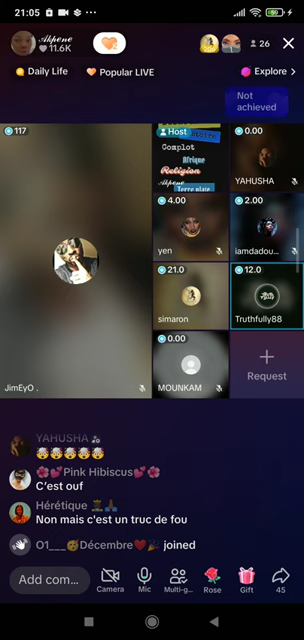 21:05
Akpene
11.6K
26
Daily Life
Popular LIVE
Explore >
Not
achieved
117
JimEyO .
Host
Complot
Afrique
Religion
Akpene
Terre plate
0.00
YAHUSHA
4.00
yen
2.00
iamdadou...
21.0
simaron
12.0
Truthfully88
0.00
MOUNKAM
+
Request
YAHUSHA
🤯🤯🤯🤯🤯
🌺💕Pink Hibiscus💕🌸
C'est ouf
Hérétique
Non mais c'est un truc de fou
O1___🥳Décembre❤️🎉 joined
Add com...
Camera
Mic
Multi-g...
Rose
Gift
45